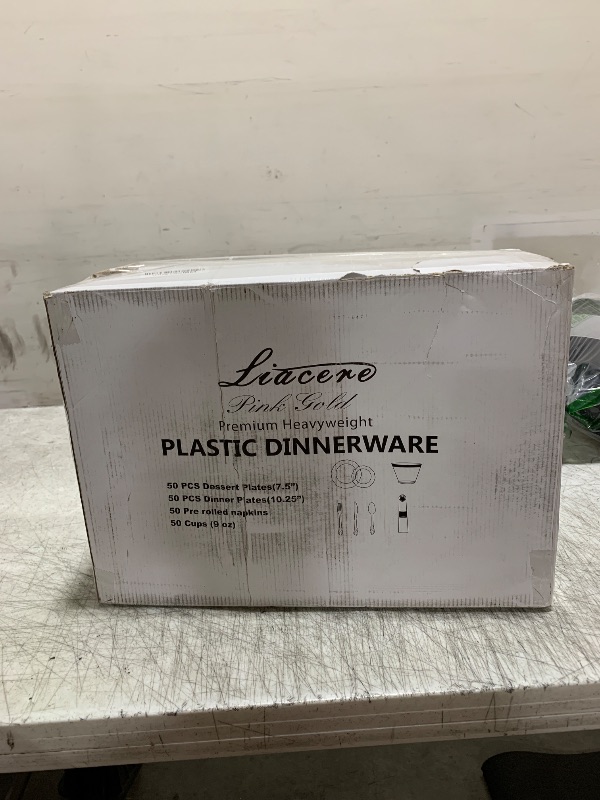 Liacere
Pink Gold
Premium Heavyweight
PLASTIC DINNERWARE
50 PCS Dessert Plates(7.5")
50 PCS Dinner Plates(10.25")
50 Pre rolled napkins
50 Cups (9 oz)